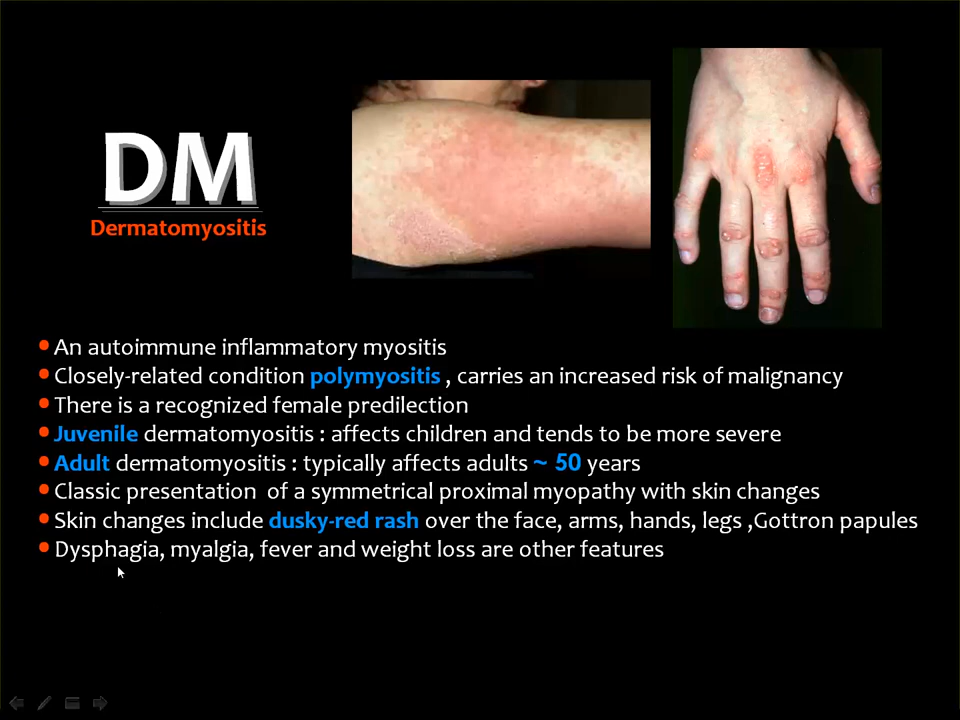 DM
Dermatomyositis
• An autoimmune inflammatory myositis
• Closely-related condition polymyositis , carries an increased risk of malignancy
• There is a recognized female predilection
• Juvenile dermatomyositis : affects children and tends to be more severe
• Adult dermatomyositis : typically affects adults ~ 50 years
• Classic presentation  of a symmetrical proximal myopathy with skin changes
• Skin changes include dusky-red rash over the face, arms, hands, legs ,Gottron papules
• Dysphagia, myalgia, fever and weight loss are other features